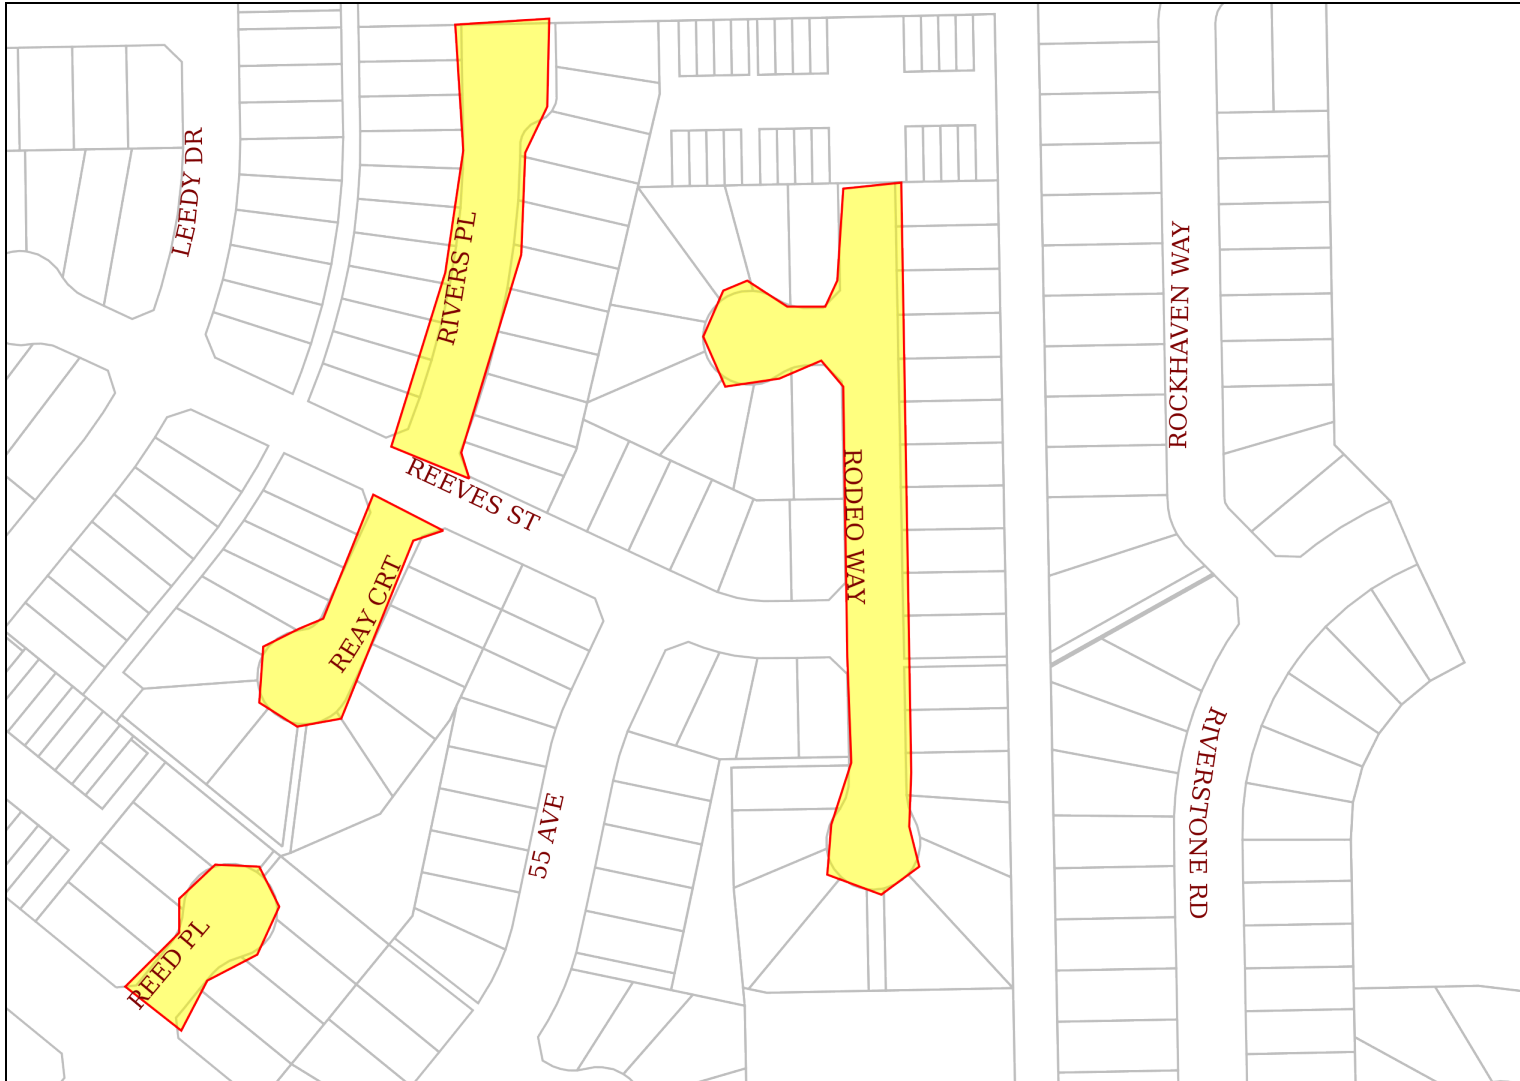 LEEDY DR
RIVERS PL
ROCKHAVEN WAY
REEVES ST
RODEO WAY
REAY CRT
RIVERSTONE RD
55 AVE
REED PL